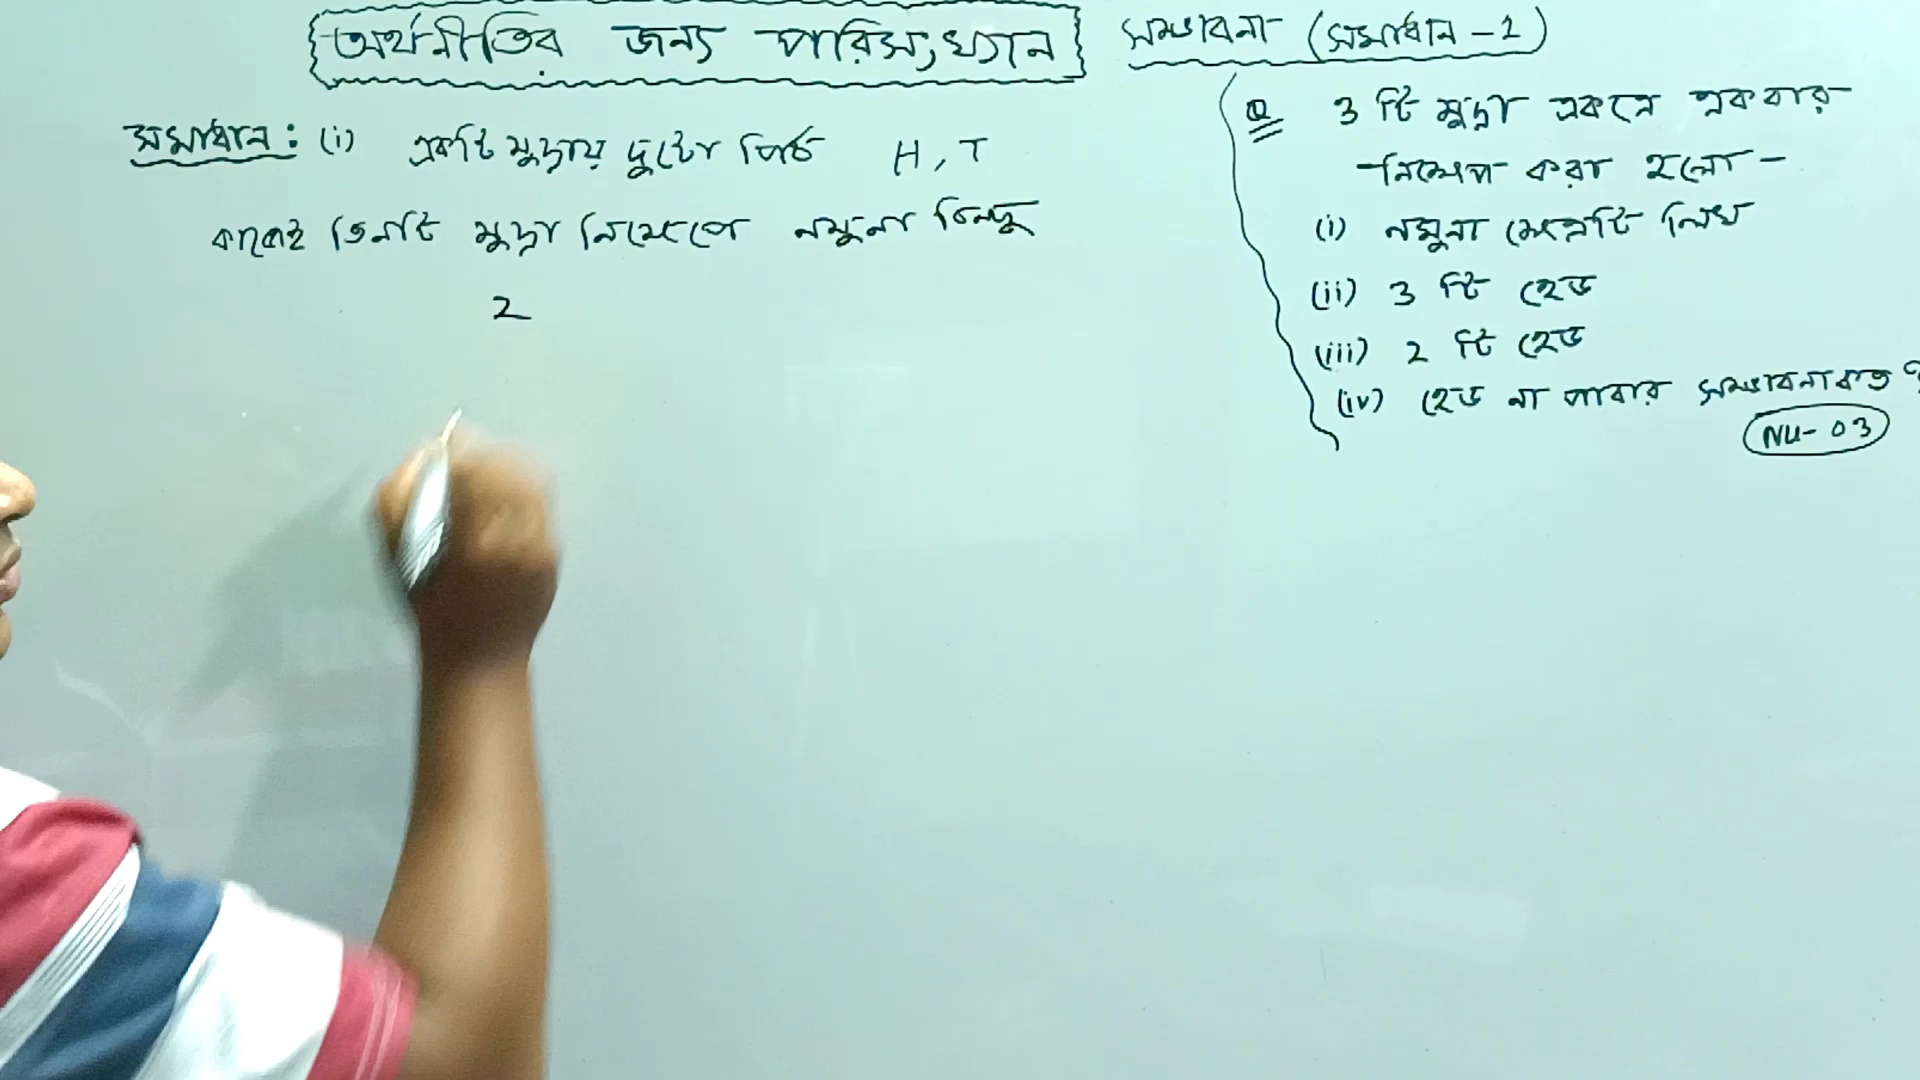 অর্থনীতির জন্য পরিসংখ্যান
সম্ভাবনা (সমাধান - 1)
সমাধান : (i) একটি মুদ্রায় দুটো পিঠ H, T
কাজেই তিনটি মুদ্রা নিক্ষেপে নমুনা বিন্দু
2
Q 3 টি মুদ্রা একত্রে একবার
নিক্ষেপ করা হলো -
(i) নমুনা ক্ষেত্রটি লিখ
(ii) 3 টি হেড
(iii) 2 টি হেড
(iv) হেড না পাবার সম্ভাবনা কত ?
NU- 03